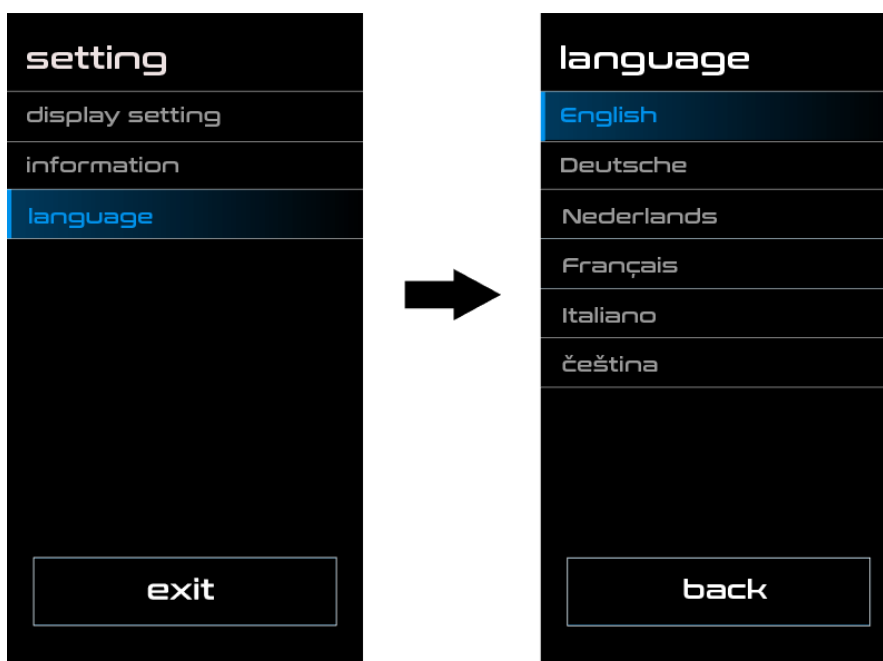 setting
display setting
information
language
exit
language
English
Deutsche
Nederlands
Français
Italiano
čeština
back